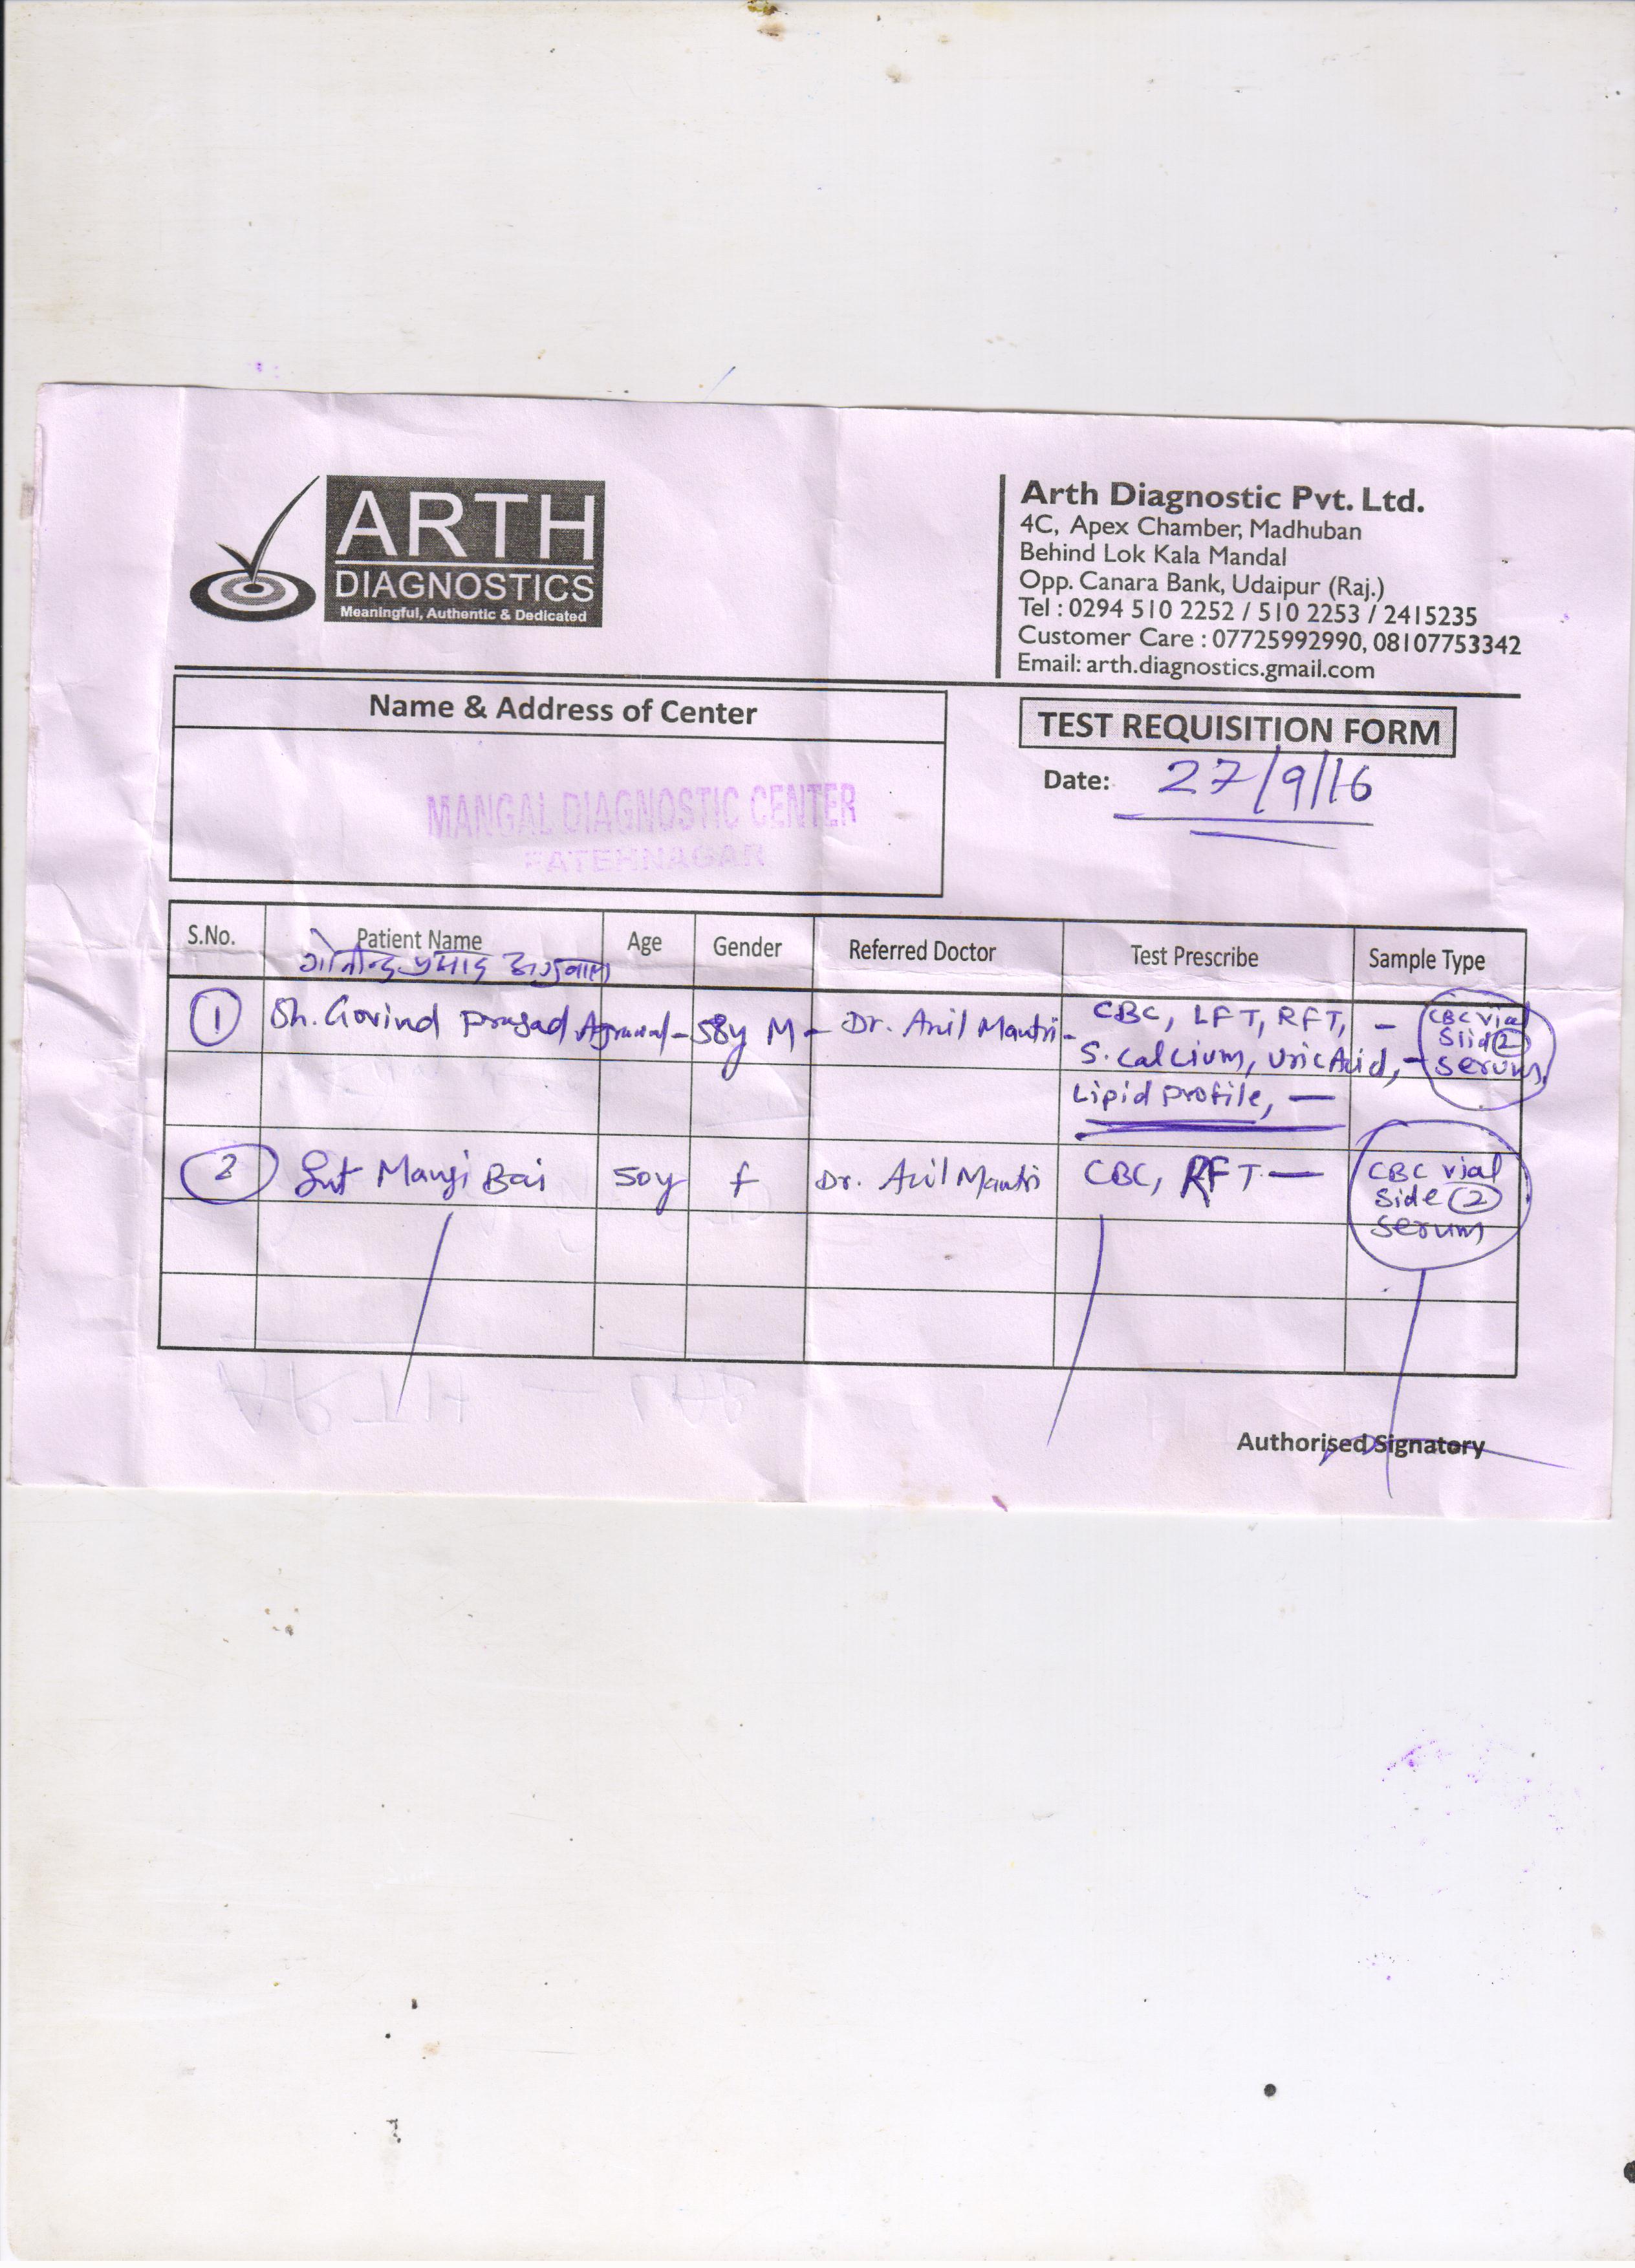 ARTH
DIAGNOSTICS
Meaningful, Authentic & Dedicated
Arth Diagnostic Pvt. Ltd.
4C, Apex Chamber, Madhuban
Behind Lok Kala Mandal
Opp. Canara Bank, Udaipur (Raj.)
Tel : 0294 510 2252 / 510 2253 / 2415235
Customer Care : 07725992990, 08107753342
Email: arth.diagnostics.gmail.com
Name & Address of Center
MANGAL DIAGNOSTIC CENTER
FATEHNAGAR
TEST REQUISITION FORM
Date: 27/9/16
S.No. Patient Name Age Gender Referred Doctor Test Prescribe Sample Type
गोविन्द प्रसाद अग्रवाल
1 Sh. Govind Prasad Agrawal - 58y M - Dr. Anil Mantri - CBC, LFT, RFT, - CBC vial
S. Calcium, Uric Acid, - Slid 2
Lipid Profile, - Serum
2 Smt Mangi Bai 50y f Dr. Anil Mantri CBC, RFT - CBC vial
Side 2
Serum
Authorised Signatory